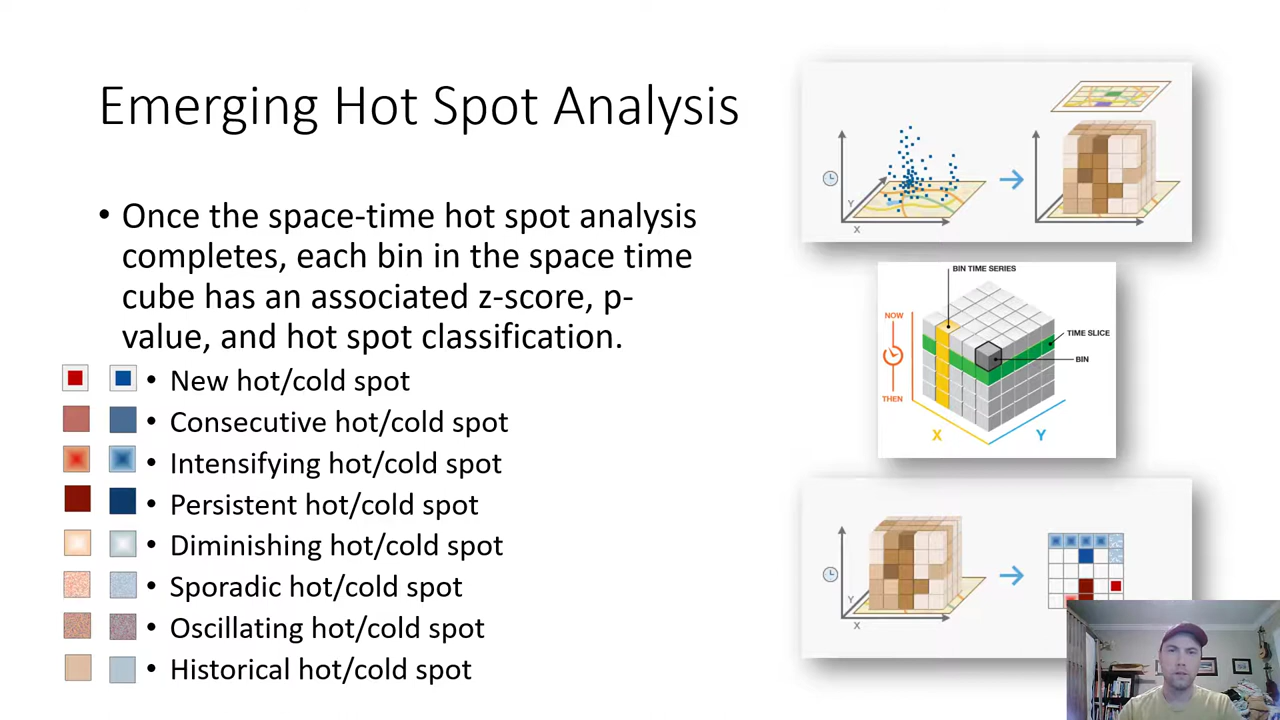 Emerging Hot Spot Analysis
• Once the space-time hot spot analysis
completes, each bin in the space time
cube has an associated z-score, p-
value, and hot spot classification.
• New hot/cold spot
• Consecutive hot/cold spot
• Intensifying hot/cold spot
• Persistent hot/cold spot
• Diminishing hot/cold spot
• Sporadic hot/cold spot
• Oscillating hot/cold spot
• Historical hot/cold spot
Y
X
BIN TIME SERIES
NOW
TIME SLICE
BIN
THEN
X
Y
Y
X